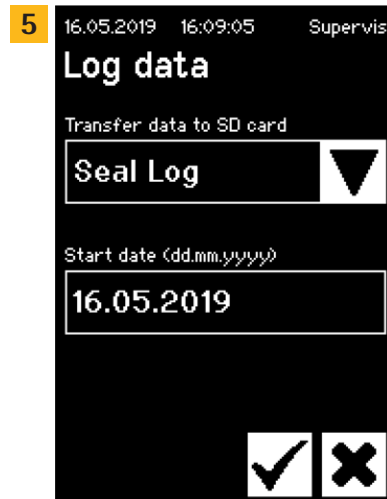 5
16.05.2019 16:09:05 Supervis
Log data
Transfer data to SD card
Seal Log
Start date (dd.mm.yyyy)
16.05.2019